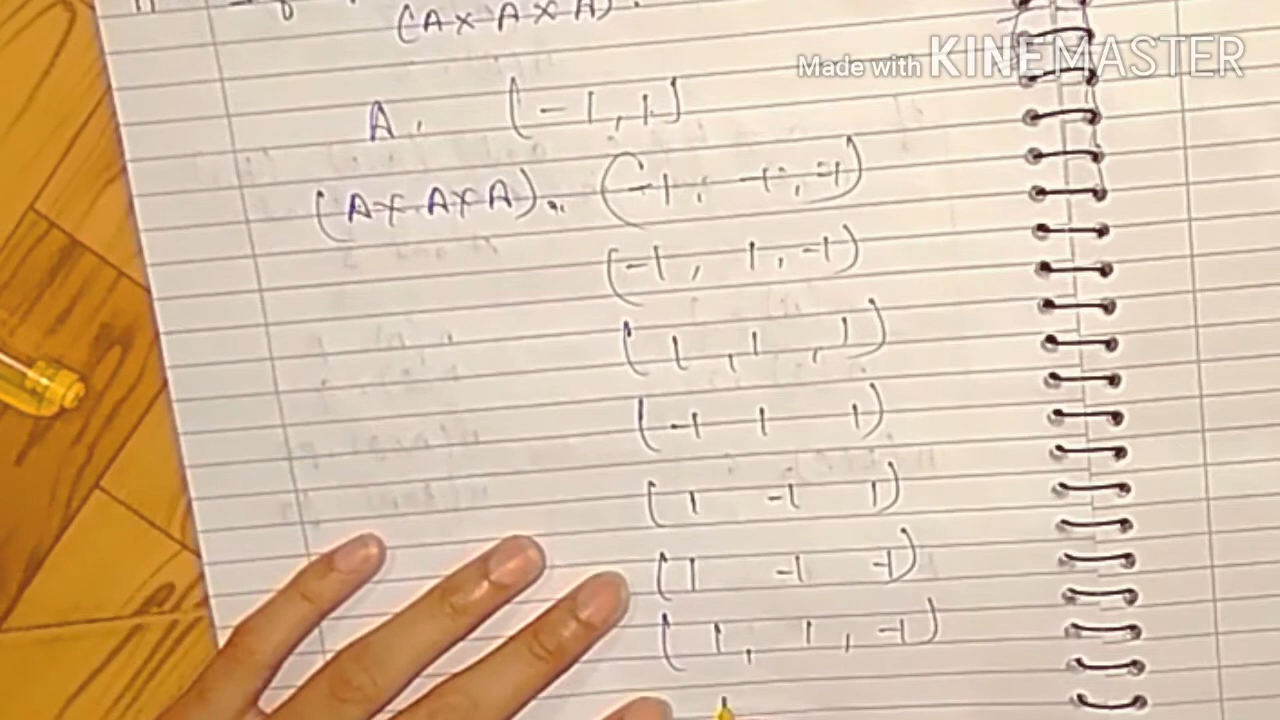 (A × A × A).
Made with KINEMASTER
A. [-1, 1]
(A × A × A) .. (-1, -1, -1)
(-1, 1, -1)
( 1 , 1 , 1 )
( -1 1 1 )
( 1 -1 1 )
( 1 -1 -1 )
( 1, 1, -1 )